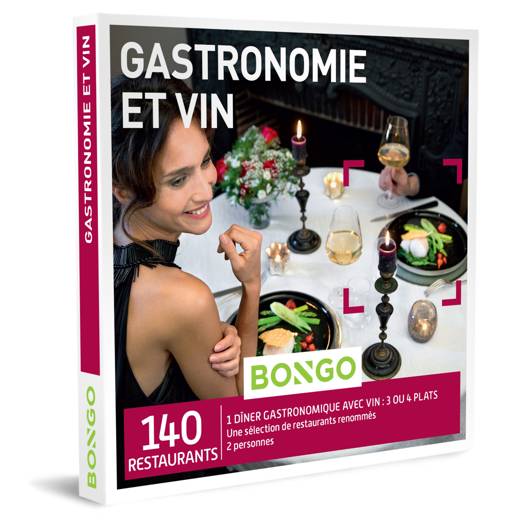 GASTRONOMIE ET VIN
BONGO
GASTRONOMIE
ET VIN
BONGO
140
RESTAURANTS
1 DÎNER GASTRONOMIQUE AVEC VIN : 3 OU 4 PLATS
Une sélection de restaurants renommés
2 personnes